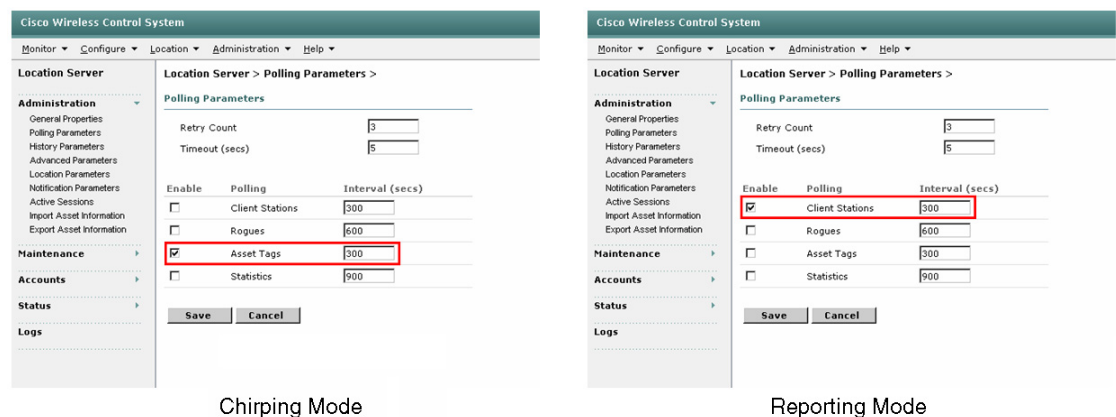 Cisco Wireless Control System
Monitor Configure Location Administration Help
Location Server
Administration
General Properties
Polling Parameters
History Parameters
Advanced Parameters
Location Parameters
Notification Parameters
Active Sessions
Import Asset Information
Export Asset Information
Maintenance
Accounts
Status
Logs
Location Server > Polling Parameters >
Polling Parameters
Retry Count 3
Timeout (secs) 5
Enable Polling Interval (secs)
Client Stations 300
Rogues 600
Asset Tags 300
Statistics 900
Save Cancel
Chirping Mode
Cisco Wireless Control System
Monitor Configure Location Administration Help
Location Server
Administration
General Properties
Polling Parameters
History Parameters
Advanced Parameters
Location Parameters
Notification Parameters
Active Sessions
Import Asset Information
Export Asset Information
Maintenance
Accounts
Status
Logs
Location Server > Polling Parameters >
Polling Parameters
Retry Count 3
Timeout (secs) 5
Enable Polling Interval (secs)
Client Stations 300
Rogues 600
Asset Tags 300
Statistics 900
Save Cancel
Reporting Mode